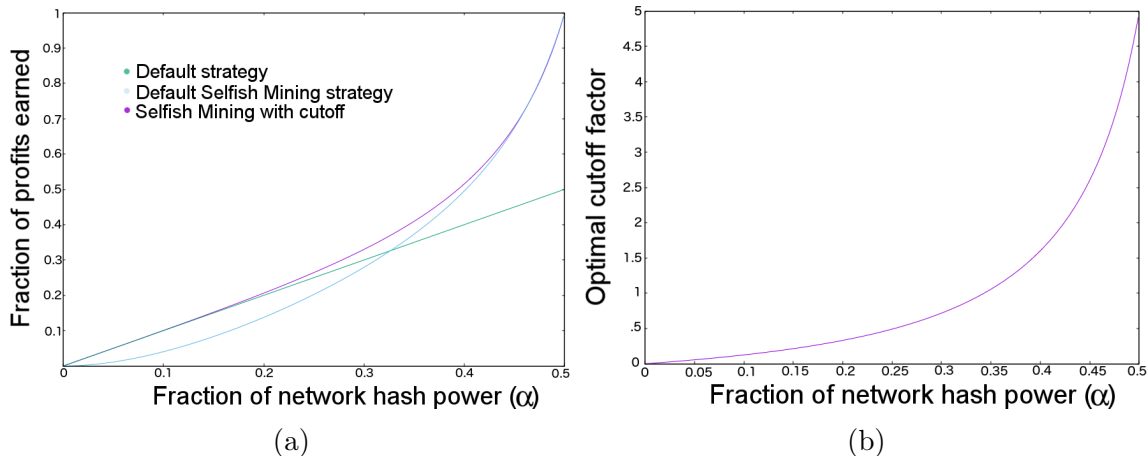 1
0.9
0.8
0.7
0.6
0.5
0.4
0.3
0.2
0.1
0
Fraction of profits earned
Default strategy
Default Selfish Mining strategy
Selfish Mining with cutoff
0 0.1 0.2 0.3 0.4 0.5
Fraction of network hash power (α)
(a)
5
4.5
4
3.5
3
2.5
2
1.5
1
.5
0
Optimal cutoff factor
0 0.05 0.1 0.15 0.2 0.25 0.3 0.35 0.4 0.45 0.5
Fraction of network hash power (α)
(b)